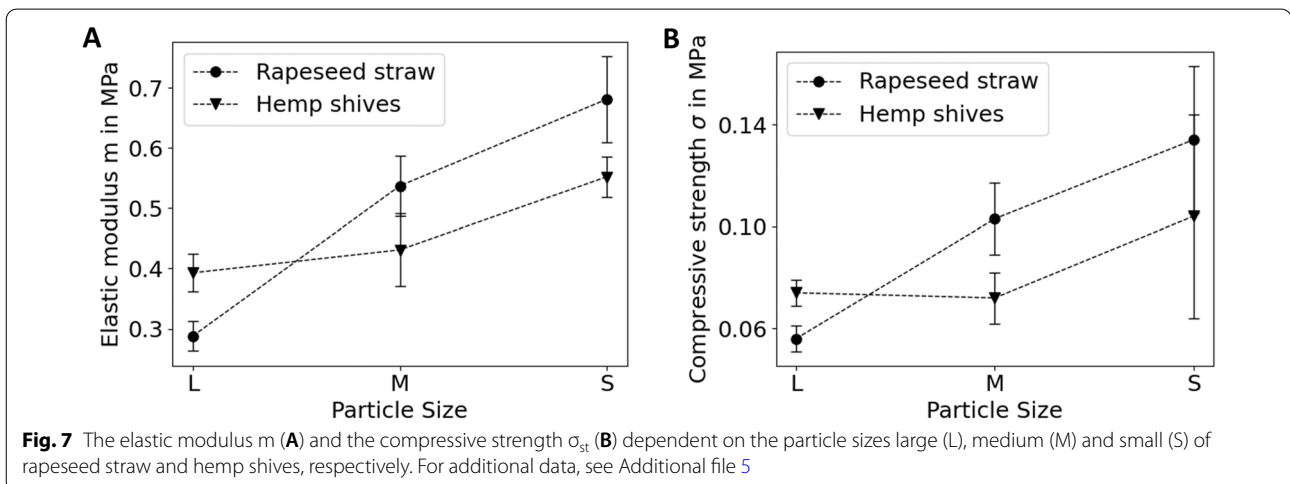 A
Elastic modulus m in MPa
0.7
0.6
0.5
0.4
0.3
Rapeseed straw
Hemp shives
L
M
S
Particle Size
B
Compressive strength σ in MPa
0.14
0.10
0.06
Rapeseed straw
Hemp shives
L
M
S
Particle Size
Fig. 7 The elastic modulus m (A) and the compressive strength σst (B) dependent on the particle sizes large (L), medium (M) and small (S) of
rapeseed straw and hemp shives, respectively. For additional data, see Additional file 5